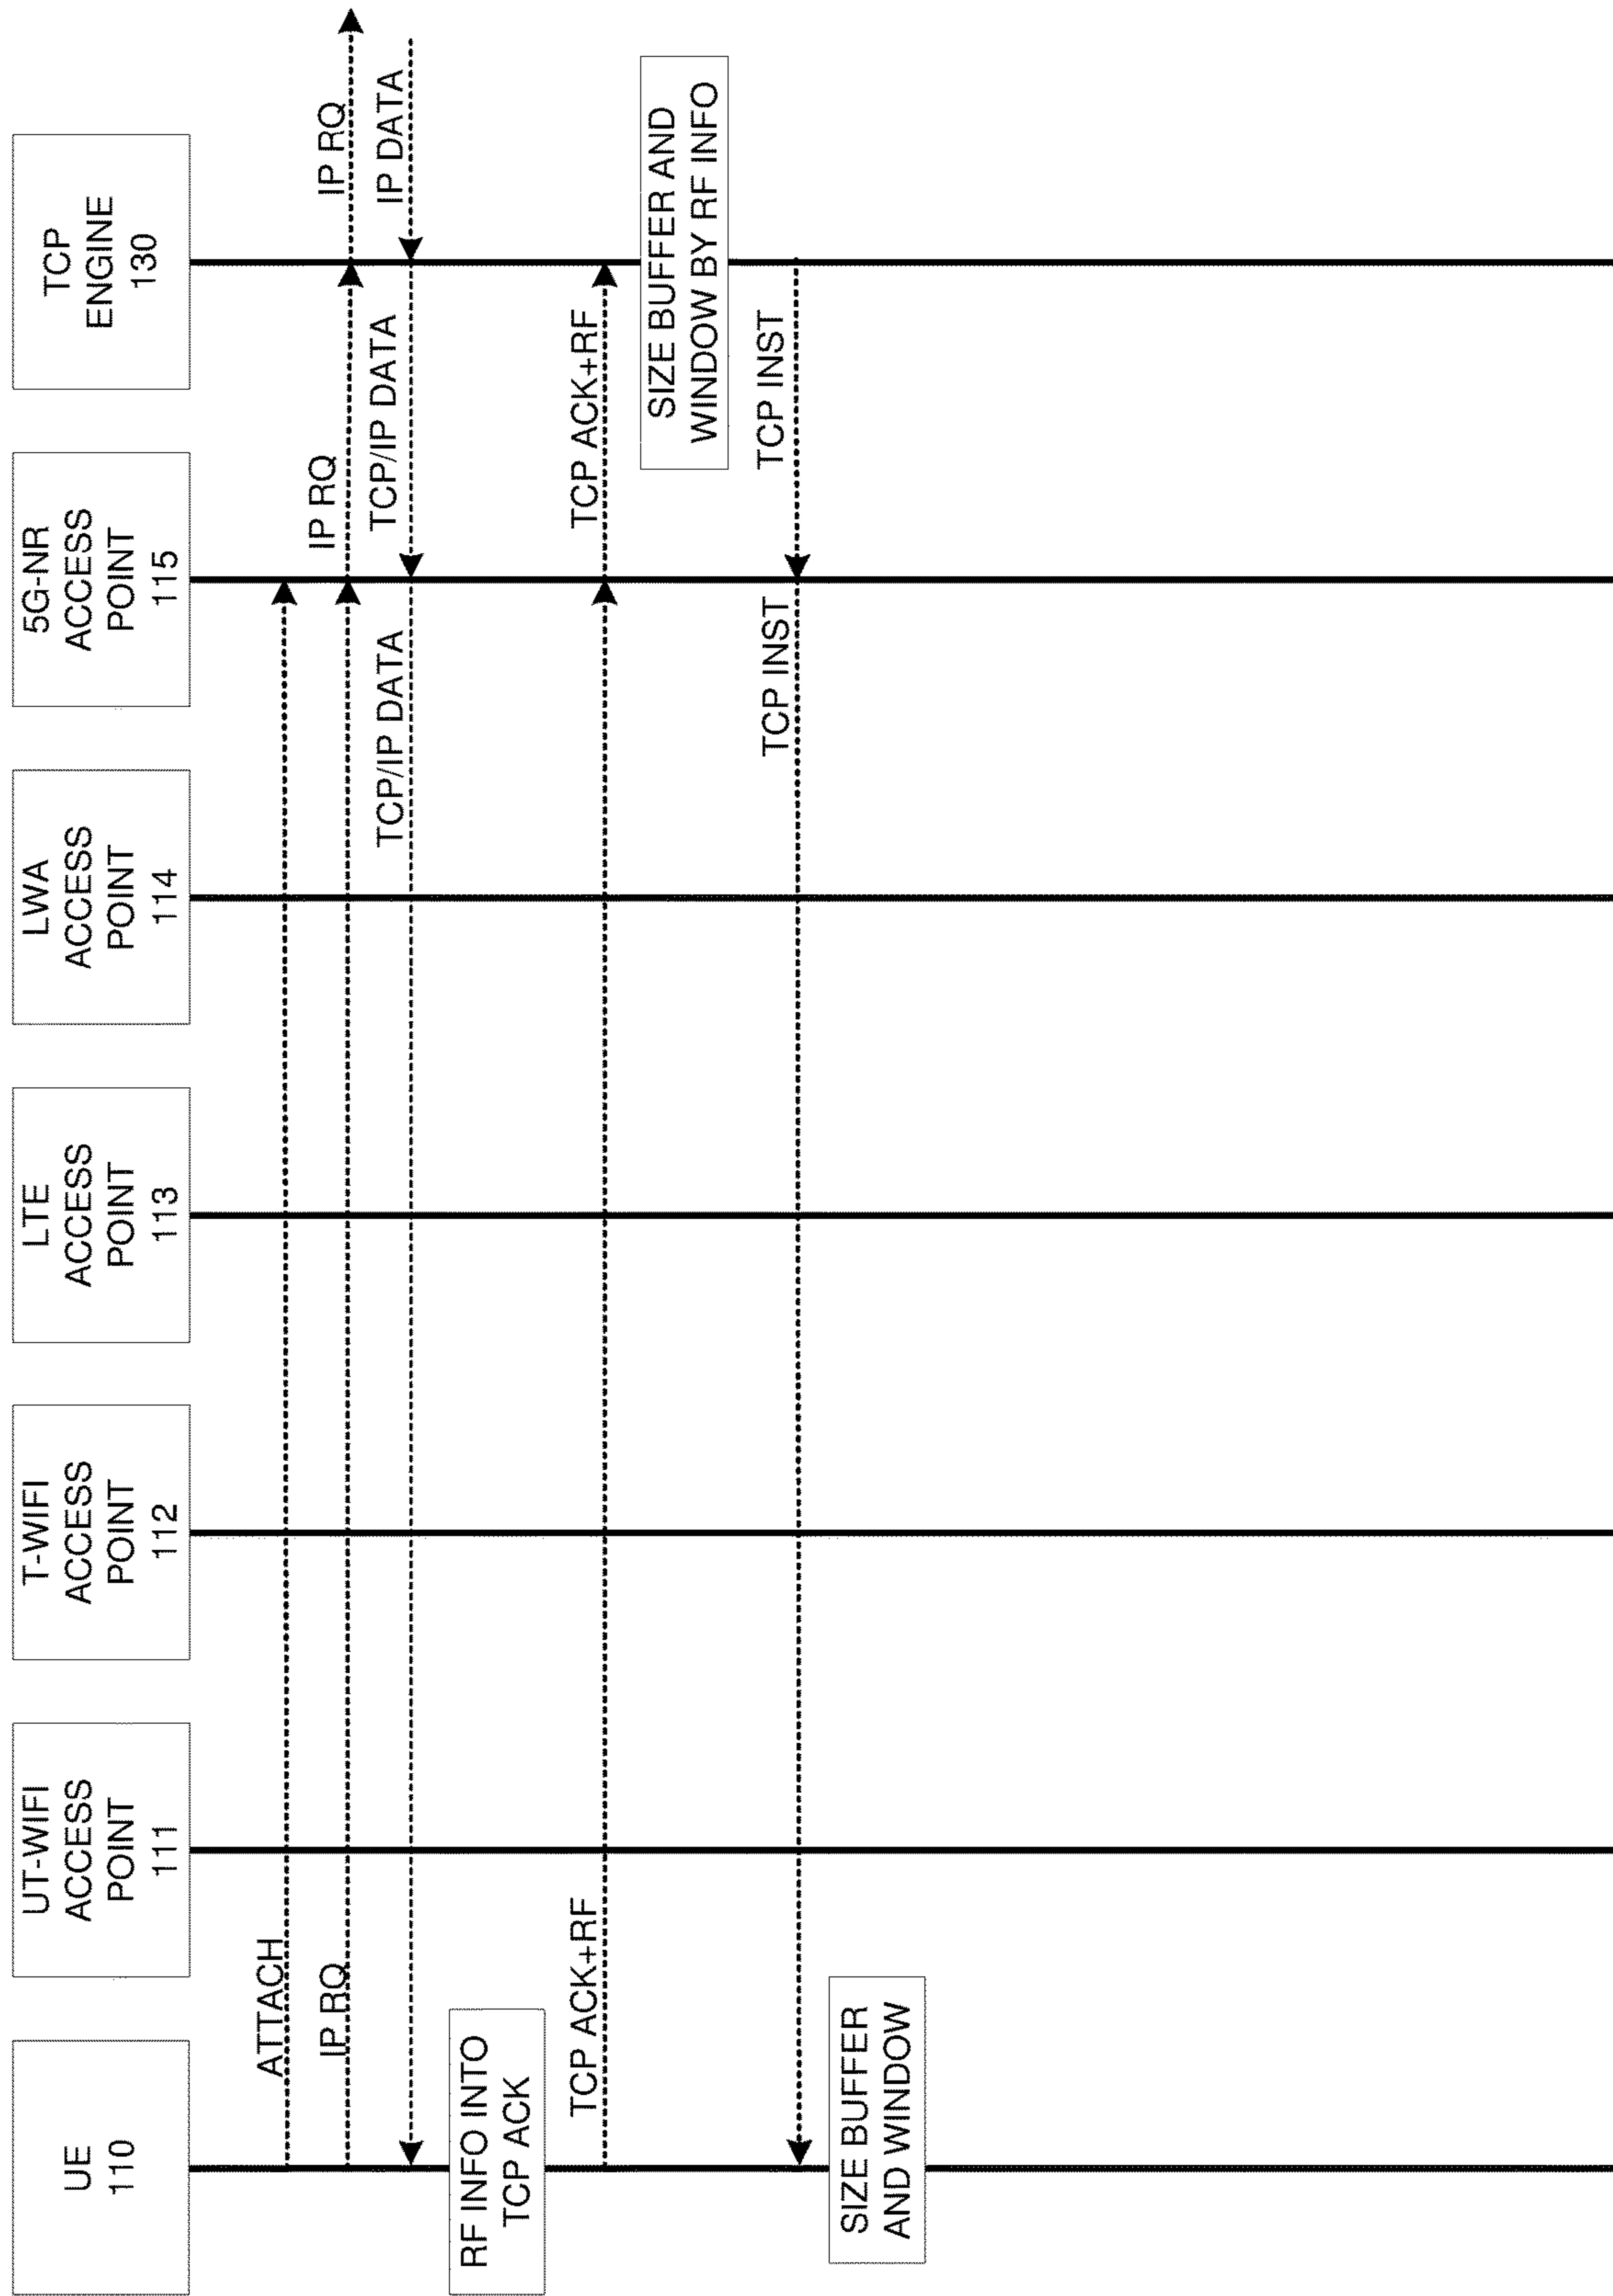 UE
110
UT-WIFI
ACCESS
POINT
111
T-WIFI
ACCESS
POINT
112
LTE
ACCESS
POINT
113
LWA
ACCESS
POINT
114
5G-NR
ACCESS
POINT
115
TCP
ENGINE
130
ATTACH
IP RQ
IP RQ
IP RQ
TCP/IP DATA
TCP/IP DATA
IP DATA
RF INFO INTO
TCP ACK
TCP ACK+RF
TCP ACK+RF
SIZE BUFFER AND
WINDOW BY RF INFO
TCP INST
TCP INST
SIZE BUFFER
AND WINDOW